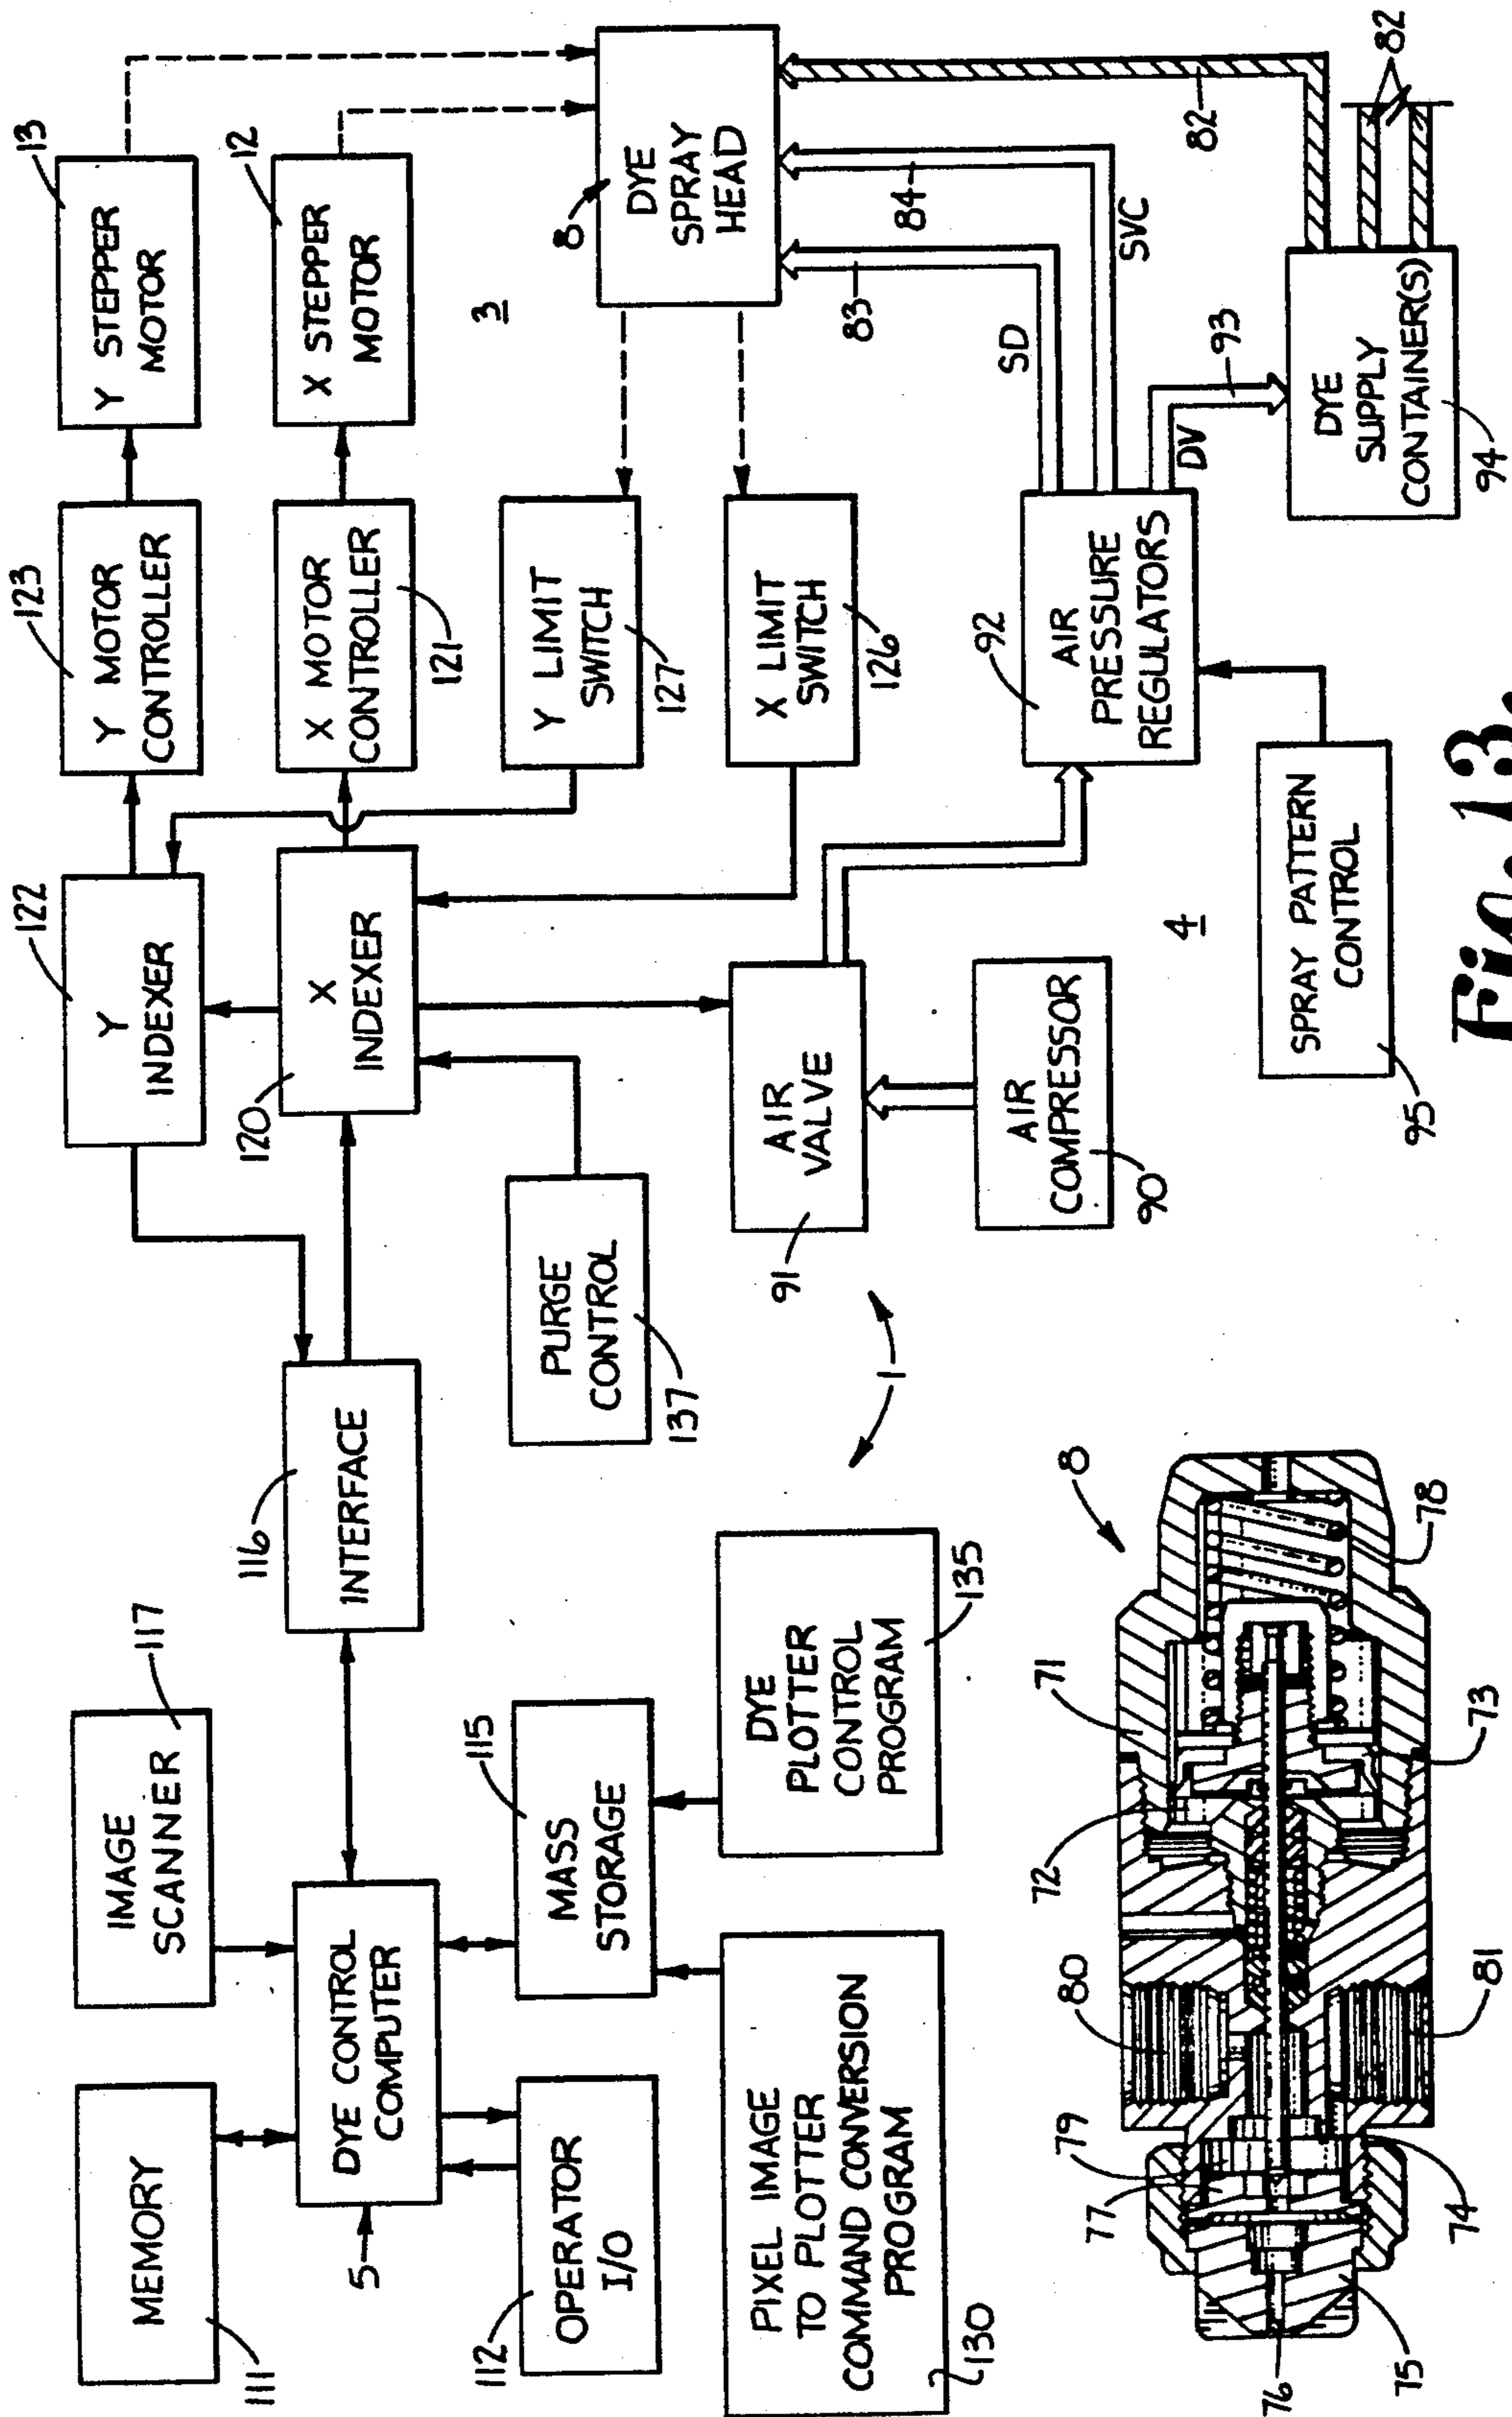 111
MEMORY
117
IMAGE
SCANNER
122
Y
INDEXER
123
Y MOTOR
CONTROLLER
13
Y STEPPER
MOTOR
5
DYE CONTROL
COMPUTER
116
INTERFACE
120
X
INDEXER
X MOTOR
CONTROLLER
121
12
X STEPPER
MOTOR
112
OPERATOR
I/O
115
MASS
STORAGE
PURGE
CONTROL
137
Y LIMIT
SWITCH
127
3
8
DYE
SPRAY
HEAD
PIXEL IMAGE
TO PLOTTER
COMMAND CONVERSION
PROGRAM
130
DYE
PLOTTER
CONTROL
PROGRAM
135
91
AIR
VALVE
X LIMIT
SWITCH
126
83
84
1
AIR
COMPRESSOR
90
92
AIR
PRESSURE
REGULATORS
SD
SVC
DV
93
82
4
SPRAY PATTERN
CONTROL
95
DYE
SUPPLY
CONTAINER(S)
94
82
8
71
72
80
79
77
76
75
74
81
73
78
Fig. 13.